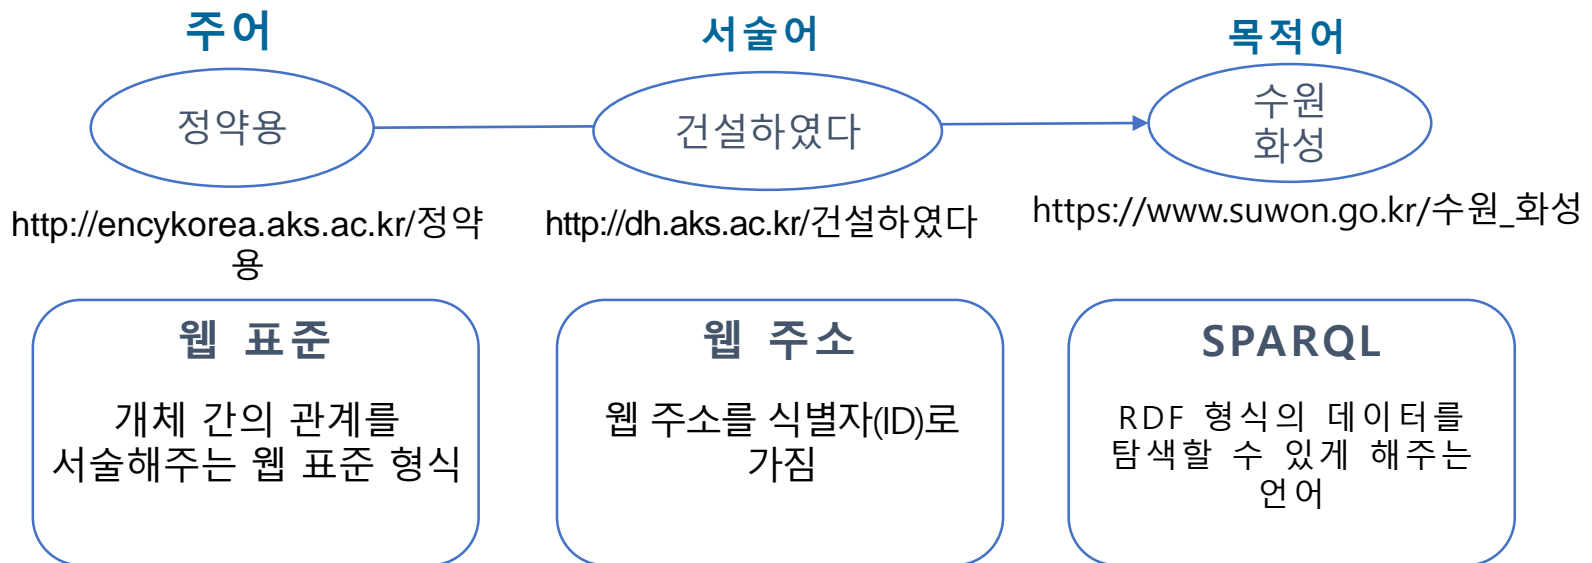 주어
서술어
목적어
정약용
건설하였다
수원
화성
http://encykorea.aks.ac.kr/정약
용
http://dh.aks.ac.kr/건설하였다
https://www.suwon.go.kr/수원_화성
웹 표준
개체 간의 관계를
서술해주는 웹 표준 형식
웹 주소
웹 주소를 식별자(ID)로
가짐
SPARQL
RDF 형식의 데이터를
탐색할 수 있게 해주는
언어